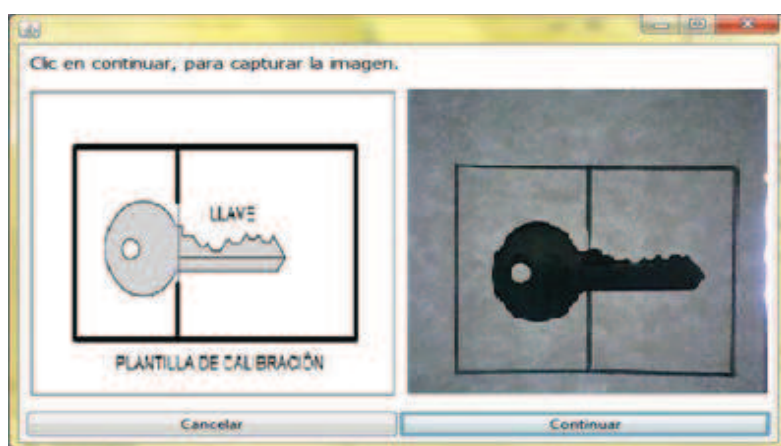 Clic en continuar, para capturar la imagen.
LLAVE
PLANTILLA DE CALIBRACIÓN
Cancelar
Continuar